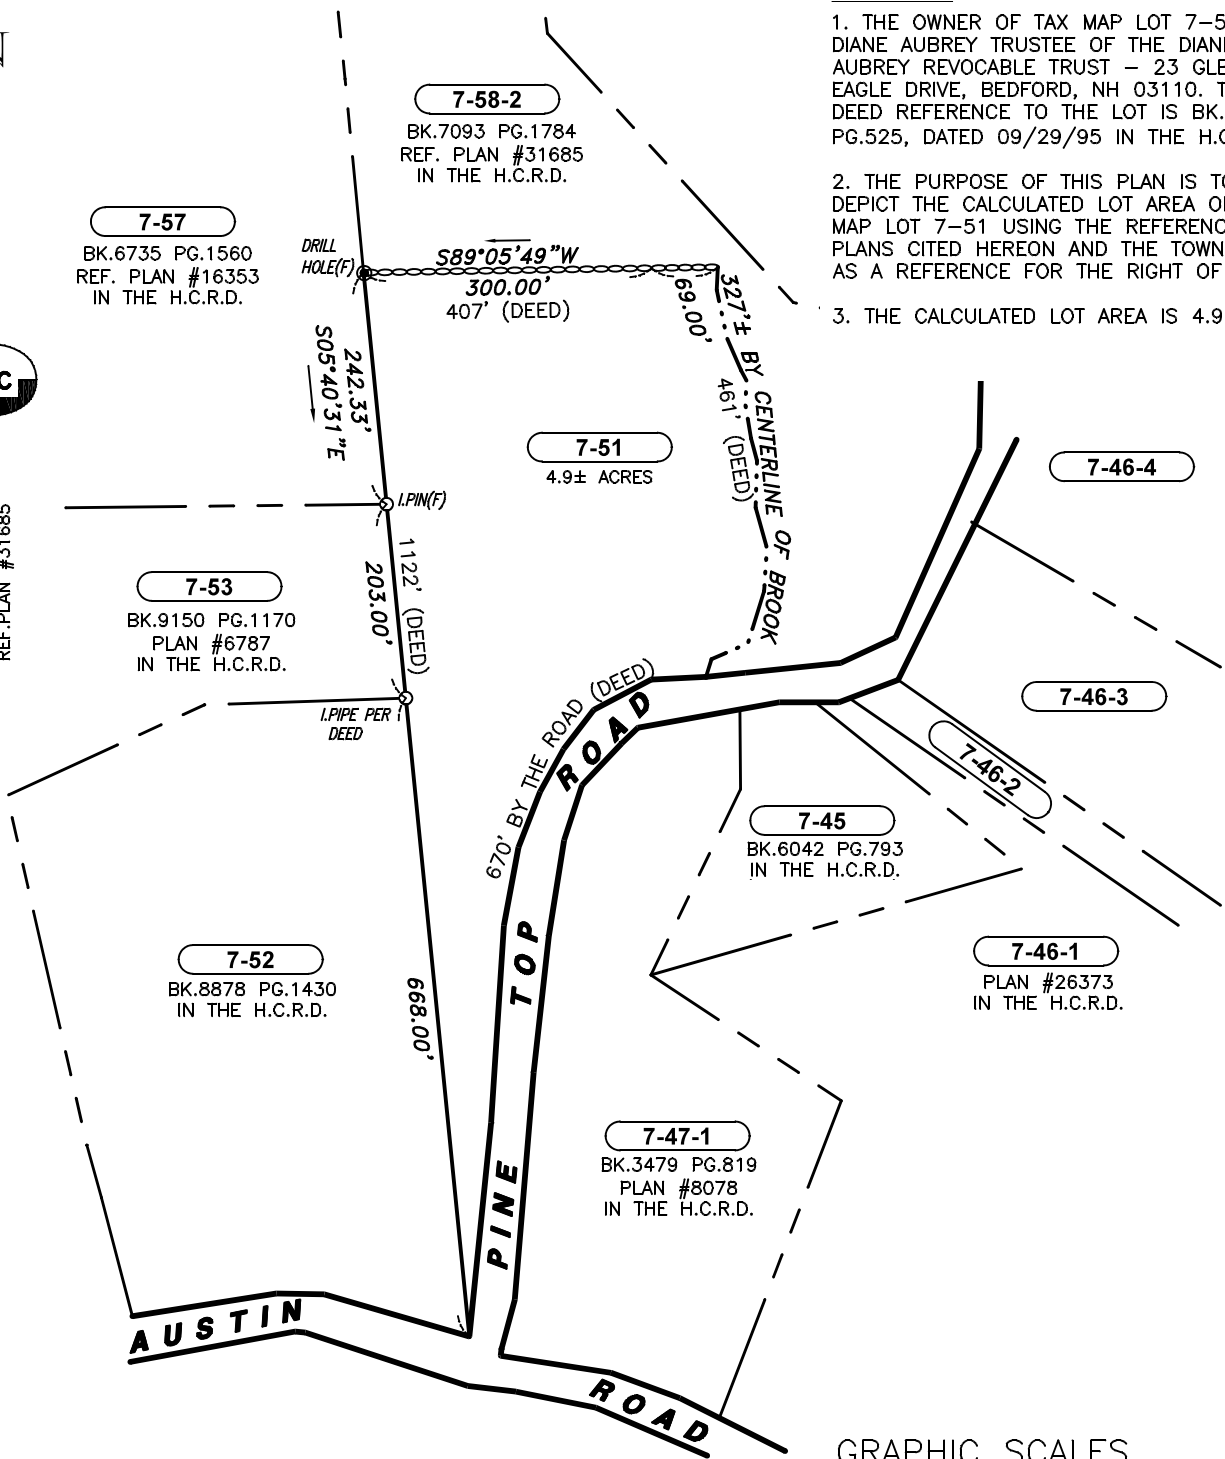 N
1. THE OWNER OF TAX MAP LOT 7-5
DIANE AUBREY TRUSTEE OF THE DIAN
AUBREY REVOCABLE TRUST - 23 GLE
EAGLE DRIVE, BEDFORD, NH 03110. T
DEED REFERENCE TO THE LOT IS BK.
PG.525, DATED 09/29/95 IN THE H.C
2. THE PURPOSE OF THIS PLAN IS TO
DEPICT THE CALCULATED LOT AREA O
MAP LOT 7-51 USING THE REFERENC
PLANS CITED HEREON AND THE TOWN
AS A REFERENCE FOR THE RIGHT OF
3. THE CALCULATED LOT AREA IS 4.9
7-58-2
BK.7093 PG.1784
REF. PLAN #31685
IN THE H.C.R.D.
7-57
BK.6735 PG.1560
REF. PLAN #16353
IN THE H.C.R.D.
DRILL
HOLE(F)
S89°05'49"W
300.00'
407' (DEED)
69.00'
327'± BY CENTERLINE OF BROOK
461' (DEED)
242.33'
S05°40'31"E
C
7-51
4.9± ACRES
7-46-4
I.PIN(F)
REF.PLAN #31685
7-53
BK.9150 PG.1170
PLAN #6787
IN THE H.C.R.D.
1122' (DEED)
203.00'
I.PIPE PER
DEED
670' BY THE ROAD (DEED)
7-46-3
7-46-2
7-45
BK.6042 PG.793
IN THE H.C.R.D.
7-52
BK.8878 PG.1430
IN THE H.C.R.D.
668.00'
PINE TOP ROAD
7-46-1
PLAN #26373
IN THE H.C.R.D.
7-47-1
BK.3479 PG.819
PLAN #8078
IN THE H.C.R.D.
AUSTIN ROAD
GRAPHIC SCALES